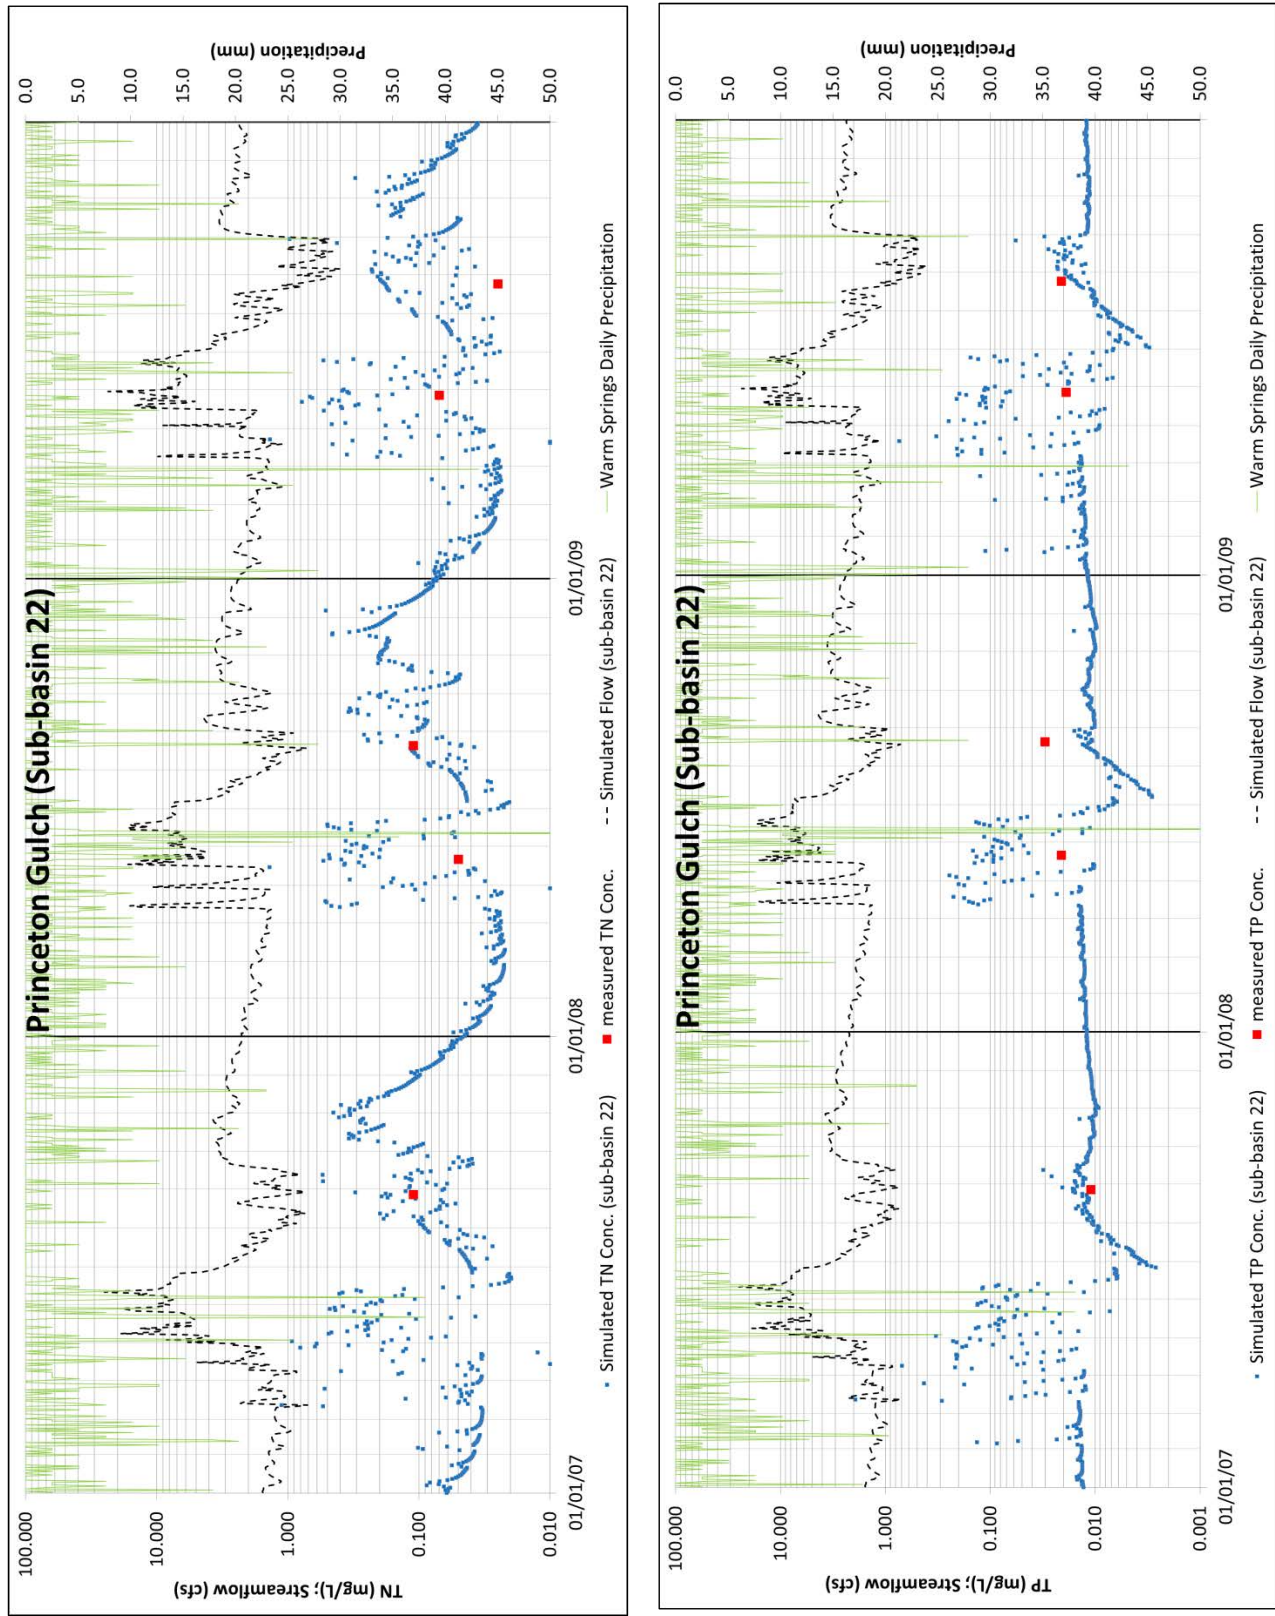 Princeton Gulch (Sub-basin 22)
TN (mg/L); Streamflow (cfs)
100.000
10.000
1.000
0.100
0.010
Precipitation (mm)
0.0
5.0
10.0
15.0
20.0
25.0
30.0
35.0
40.0
45.0
50.0
01/01/07
01/01/08
01/01/09
Simulated TN Conc. (sub-basin 22)
measured TN Conc.
Simulated Flow (sub-basin 22)
Warm Springs Daily Precipitation
Princeton Gulch (Sub-basin 22)
TP (mg/L); Streamflow (cfs)
100.000
10.000
1.000
0.100
0.010
0.001
Precipitation (mm)
0.0
5.0
10.0
15.0
20.0
25.0
30.0
35.0
40.0
45.0
50.0
01/01/07
01/01/08
01/01/09
Simulated TP Conc. (sub-basin 22)
measured TP Conc.
Simulated Flow (sub-basin 22)
Warm Springs Daily Precipitation